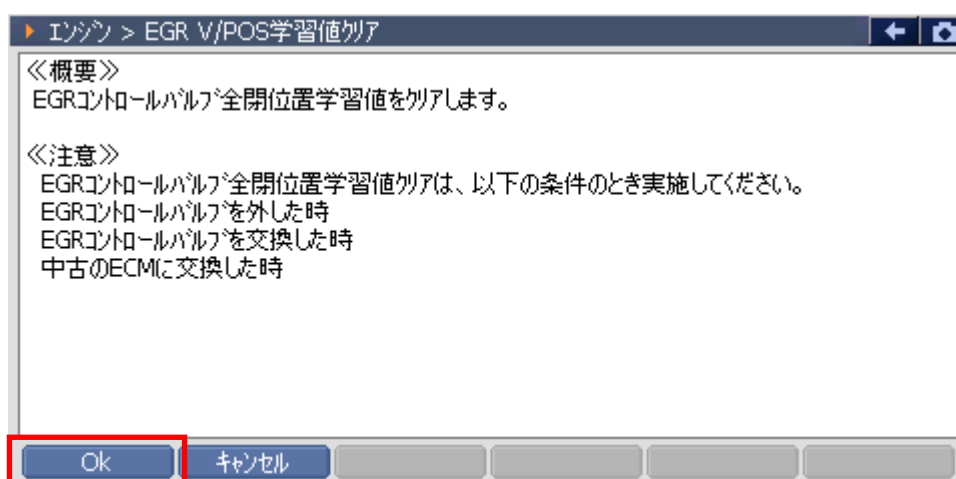 ｴﾝｼﾞﾝ > EGR V/POS学習値ｸﾘｱ
≪概要≫
EGRｺﾝﾄﾛｰﾙﾊﾞﾙﾌﾞ全閉位置学習値をｸﾘｱします。
≪注意≫
EGRｺﾝﾄﾛｰﾙﾊﾞﾙﾌﾞ全閉位置学習値ｸﾘｱは、以下の条件のとき実施してください。
EGRｺﾝﾄﾛｰﾙﾊﾞﾙﾌﾞを外した時
EGRｺﾝﾄﾛｰﾙﾊﾞﾙﾌﾞを交換した時
中古のECMに交換した時
Ok ｷｬﾝｾﾙ